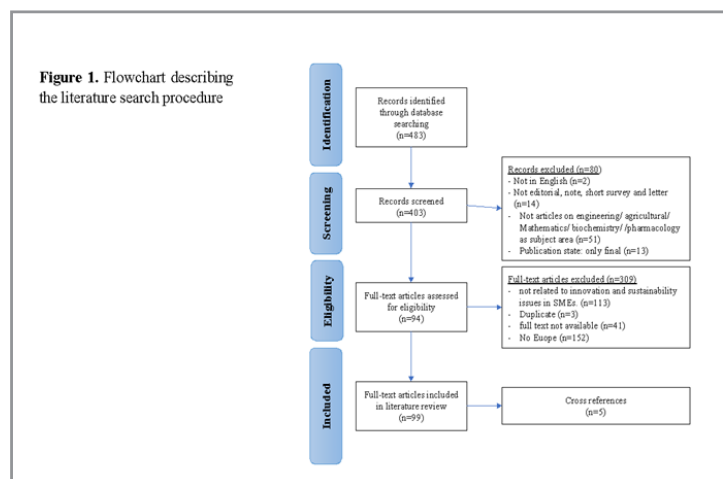 Figure 1. Flowchart describing
the literature search procedure
Identification
Records identified
through database
searching
(n=483)
Screening
Records screened
(n=403)
Records excluded (n=80)
- Not in English (n=2)
- Not editorial, note, short survey and letter
(n=14)
- Not articles on engineering/ agricultural/
Mathematics/ biochemistry/ /pharmacology
as subject area (n=51)
- Publication state: only final (n=13)
Eligibility
Full-text articles assessed
for eligibility
(n=94)
Full-text articles excluded (n=309)
- not related to innovation and sustainability
issues in SMEs. (n=113)
- Duplicate (n=3)
- full text not available (n=41)
- No Euope (n=152)
Included
Full-text articles included
in literature review
(n=99)
Cross references
(n=5)